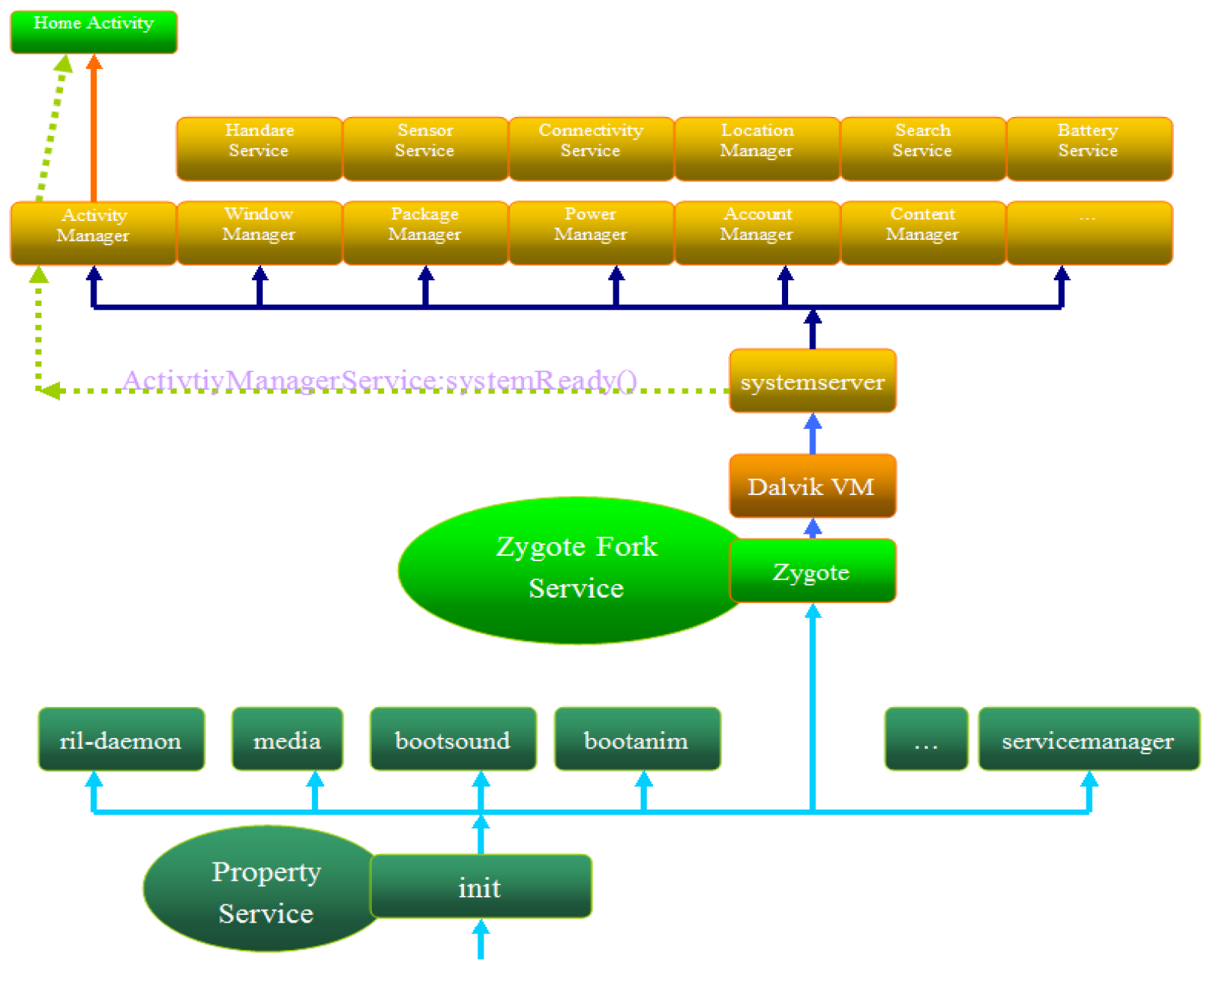 Home Activity
Handare
Service
Sensor
Service
Connectivity
Service
Location
Manager
Search
Service
Battery
Service
Activity
Manager
Window
Manager
Package
Manager
Power
Manager
Account
Manager
Content
Manager
...
ActivtiyManagerService:systemReady()
systemserver
Dalvik VM
Zygote Fork
Service
Zygote
ril-daemon
media
bootsound
bootanim
...
servicemanager
Property
Service
init